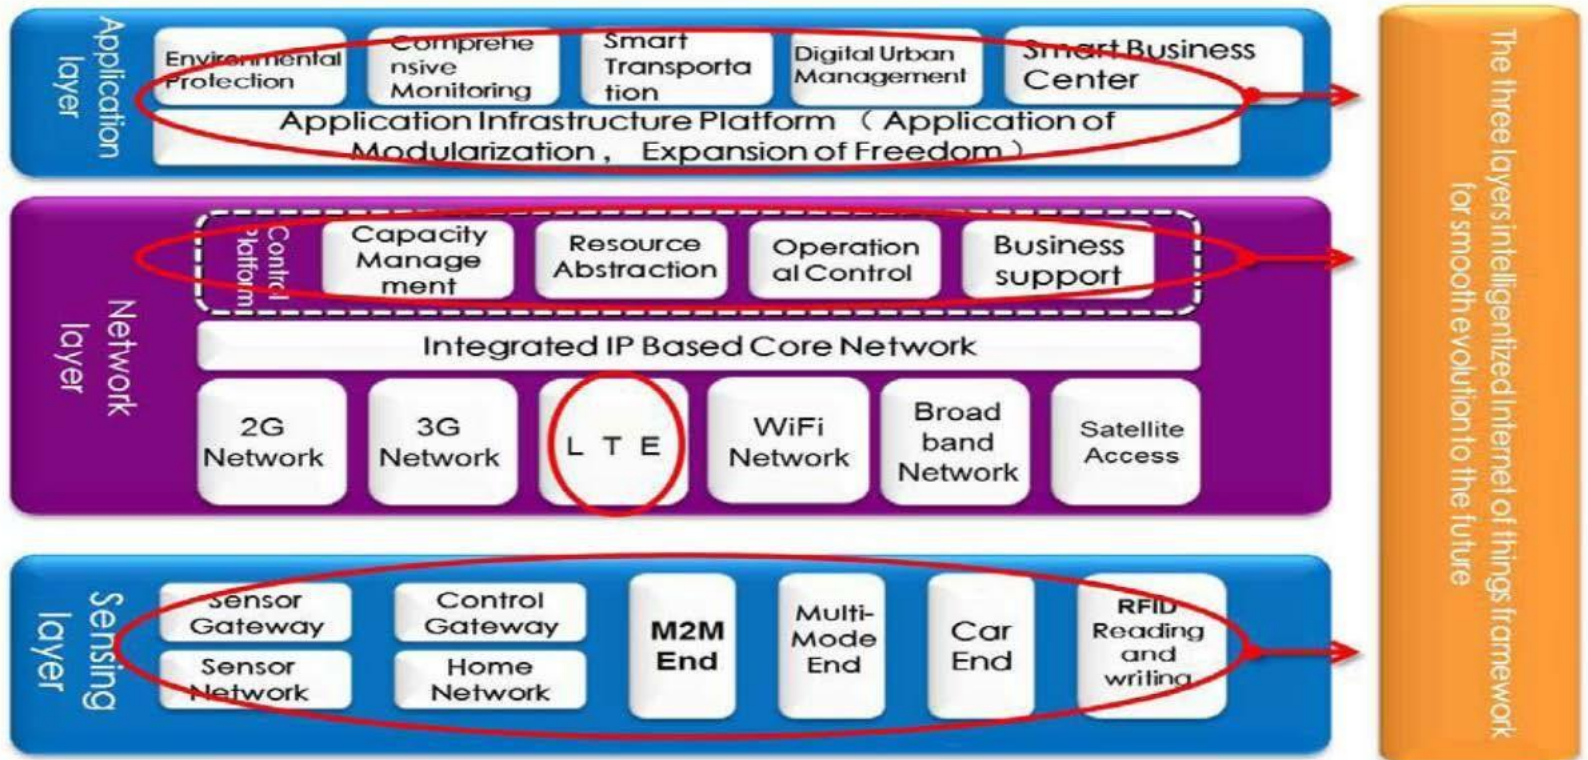 Application
layer
Environmental
Protection
Comprehe
nsive
Monitoring
Smart
Transporta
tion
Digital Urban
Management
Smart Business
Center
Application Infrastructure Platform （ Application of
Modularization ， Expansion of Freedom ）
Network
layer
Control
Platform
Capacity
Manage
ment
Resource
Abstraction
Operation
al Control
Business
support
Integrated IP Based Core Network
2G
Network
3G
Network
L T E
WiFi
Network
Broad
band
Network
Satellite
Access
Sensing
layer
Sensor
Gateway
Control
Gateway
Sensor
Network
Home
Network
M2M
End
Multi-
Mode
End
Car
End
RFID
Reading
and
writing
The three layers intelligentized Internet of things framework
for smooth evolution to the future